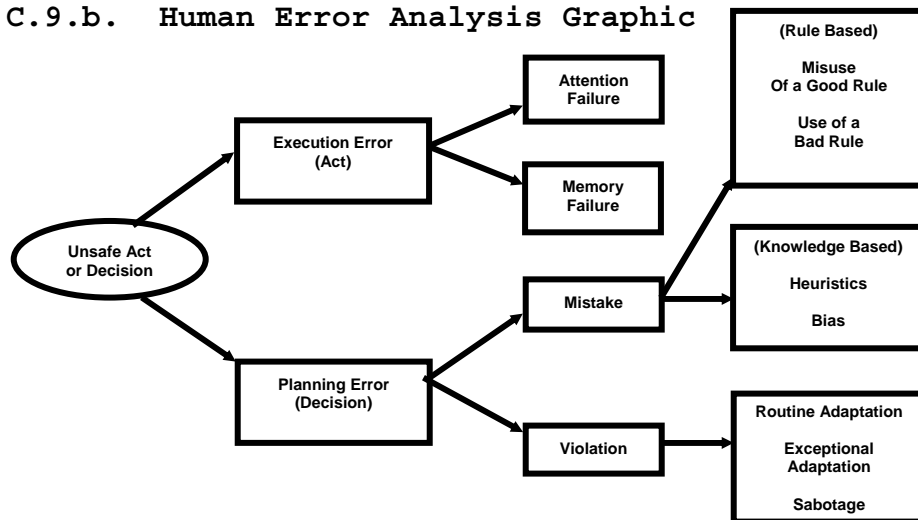 C.9.b.  Human Error Analysis Graphic
(Rule Based)
Misuse
Of a Good Rule
Use of a
Bad Rule
Attention
Failure
Execution Error
(Act)
Memory
Failure
Unsafe Act
or Decision
(Knowledge Based)
Heuristics
Bias
Mistake
Planning Error
(Decision)
Violation
Routine Adaptation
Exceptional
Adaptation
Sabotage